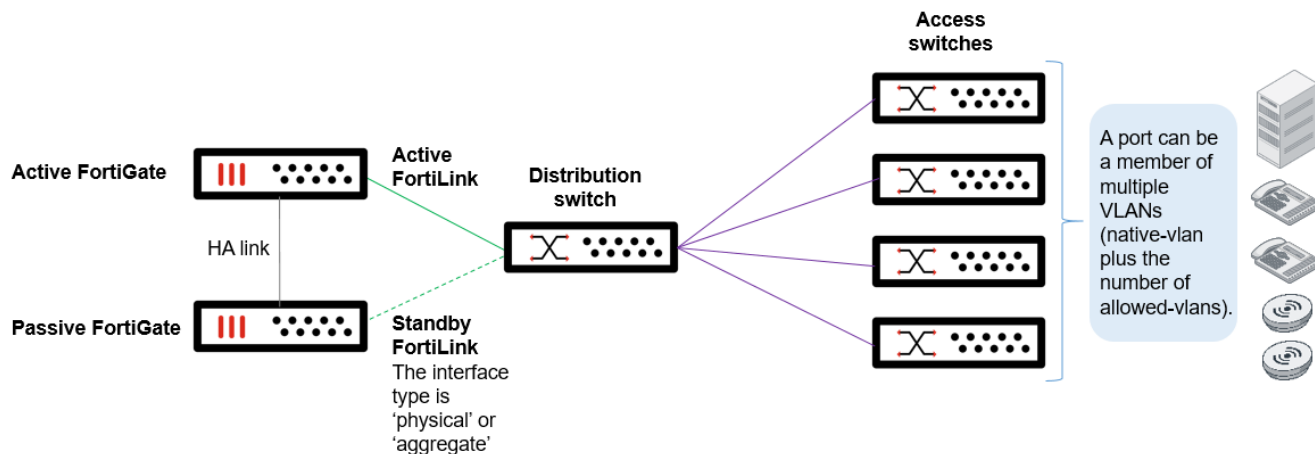 Access
switches
Active FortiGate
Active
FortiLink
Distribution
switch
HA link
Passive FortiGate
Standby
FortiLink
The interface
type is
‘physical’ or
‘aggregate’
A port can be
a member of
multiple
VLANs
(native-vlan
plus the
number of
allowed-vlans).